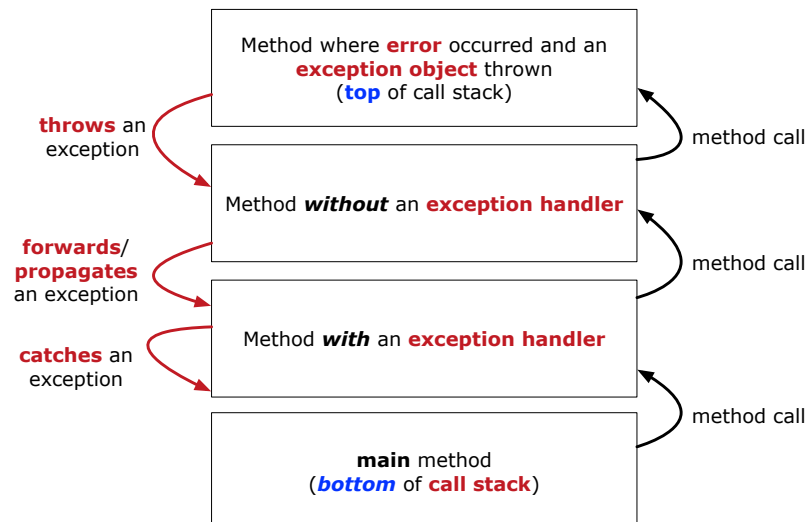 Method where error occurred and an
exception object thrown
(top of call stack)
throws an
exception
method call
Method without an exception handler
forwards/
propagates
an exception
method call
Method with an exception handler
catches an
exception
method call
main method
(bottom of call stack)